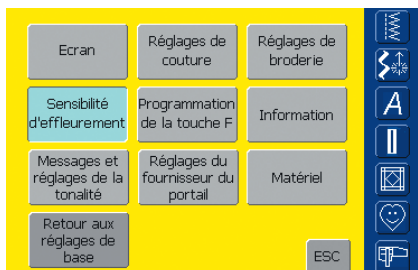 Ecran
Réglages de
couture
Réglages de
broderie
Sensibilité
d'effleurement
Programmation
de la touche F
Information
Messages et
réglages de la
tonalité
Réglages du
fournisseur du
portail
Matériel
Retour aux
réglages de
base
ESC
A